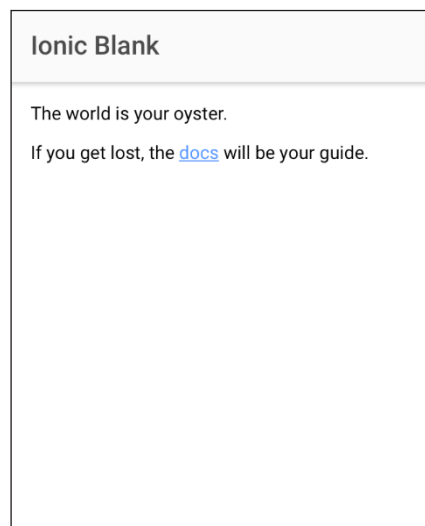 Ionic Blank
The world is your oyster.
If you get lost, the docs will be your guide.